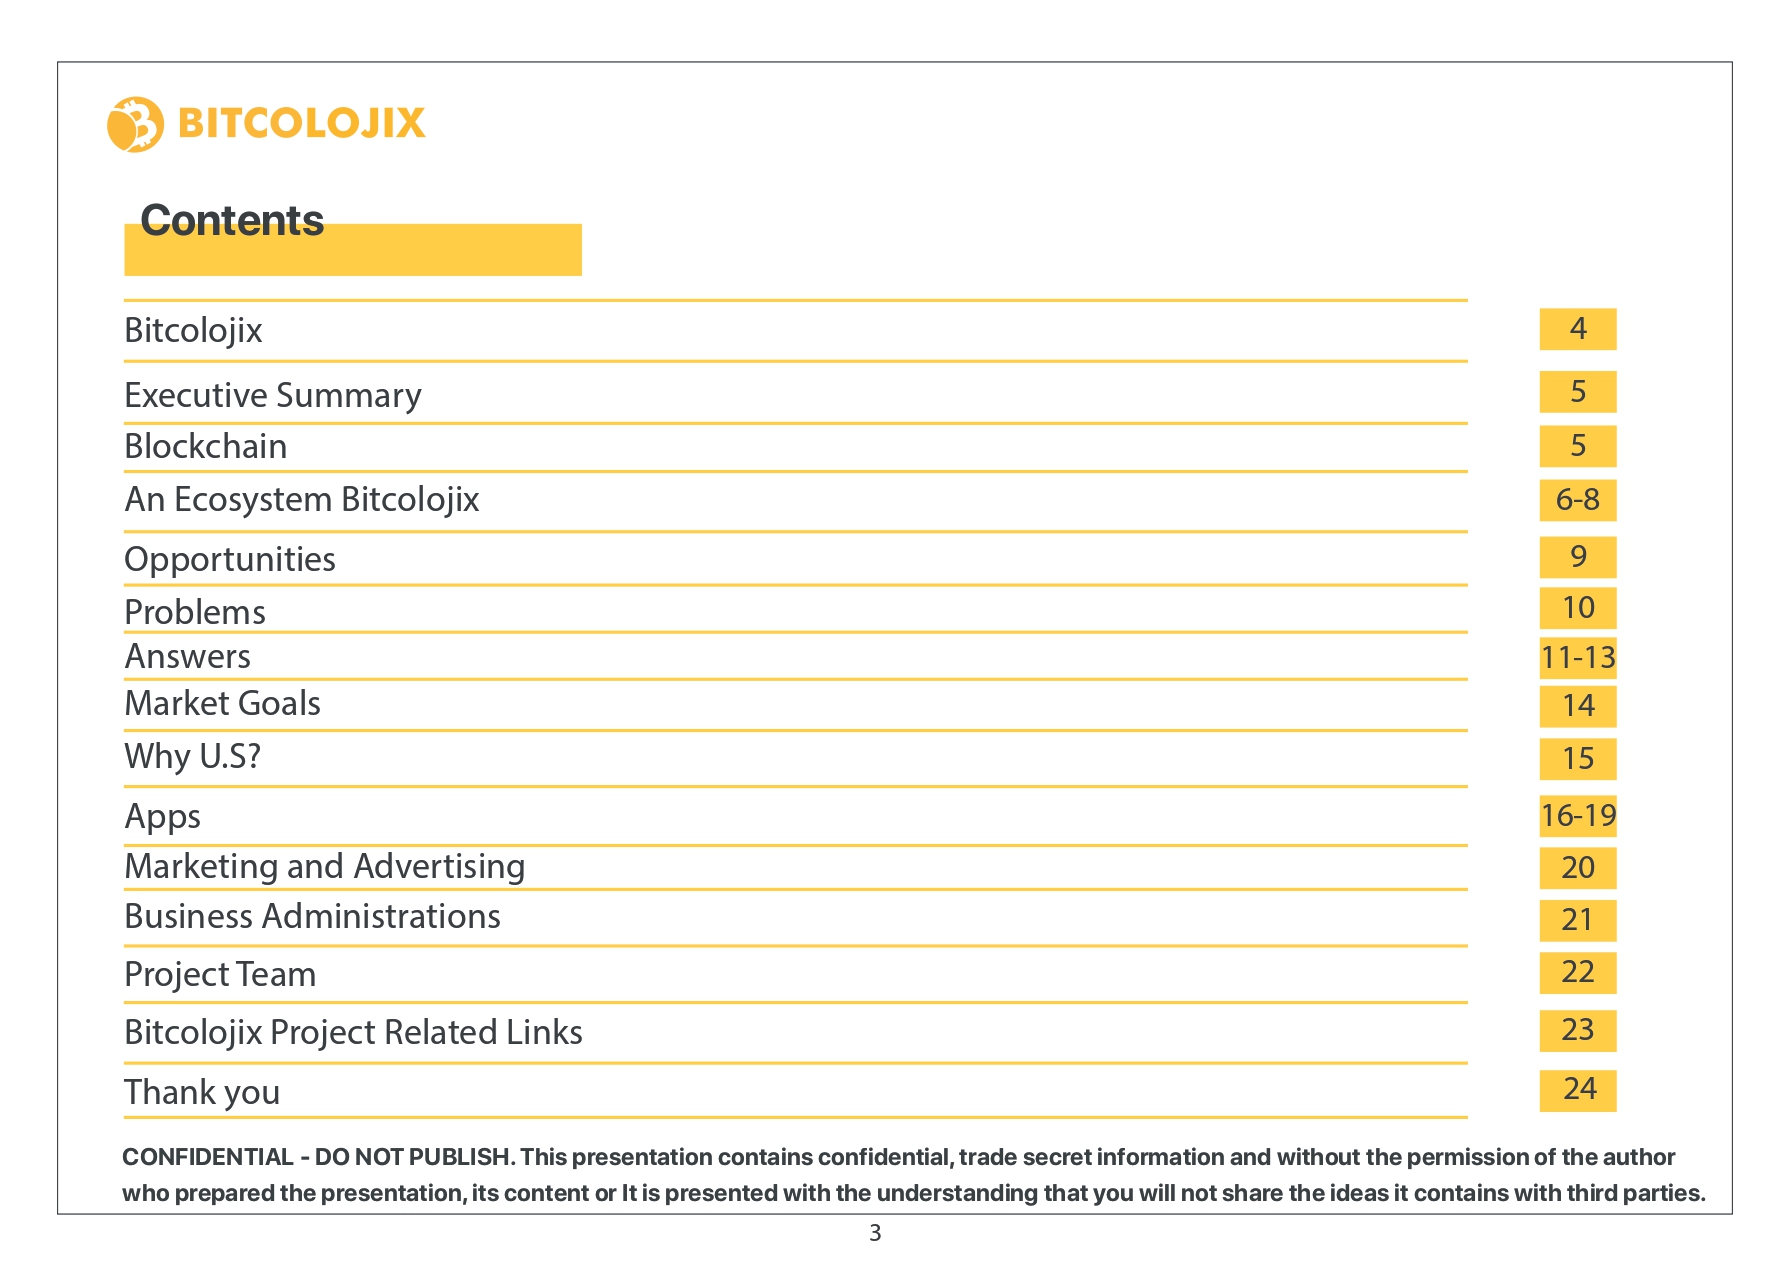 BITCOLOJIX
Contents
Bitcolojix 4
Executive Summary 5
Blockchain 5
An Ecosystem Bitcolojix 6-8
Opportunities 9
Problems 10
Answers 11-13
Market Goals 14
Why U.S? 15
Apps 16-19
Marketing and Advertising 20
Business Administrations 21
Project Team 22
Bitcolojix Project Related Links 23
Thank you 24
CONFIDENTIAL - DO NOT PUBLISH. This presentation contains confidential, trade secret information and without the permission of the author
who prepared the presentation, its content or It is presented with the understanding that you will not share the ideas it contains with third parties.
3